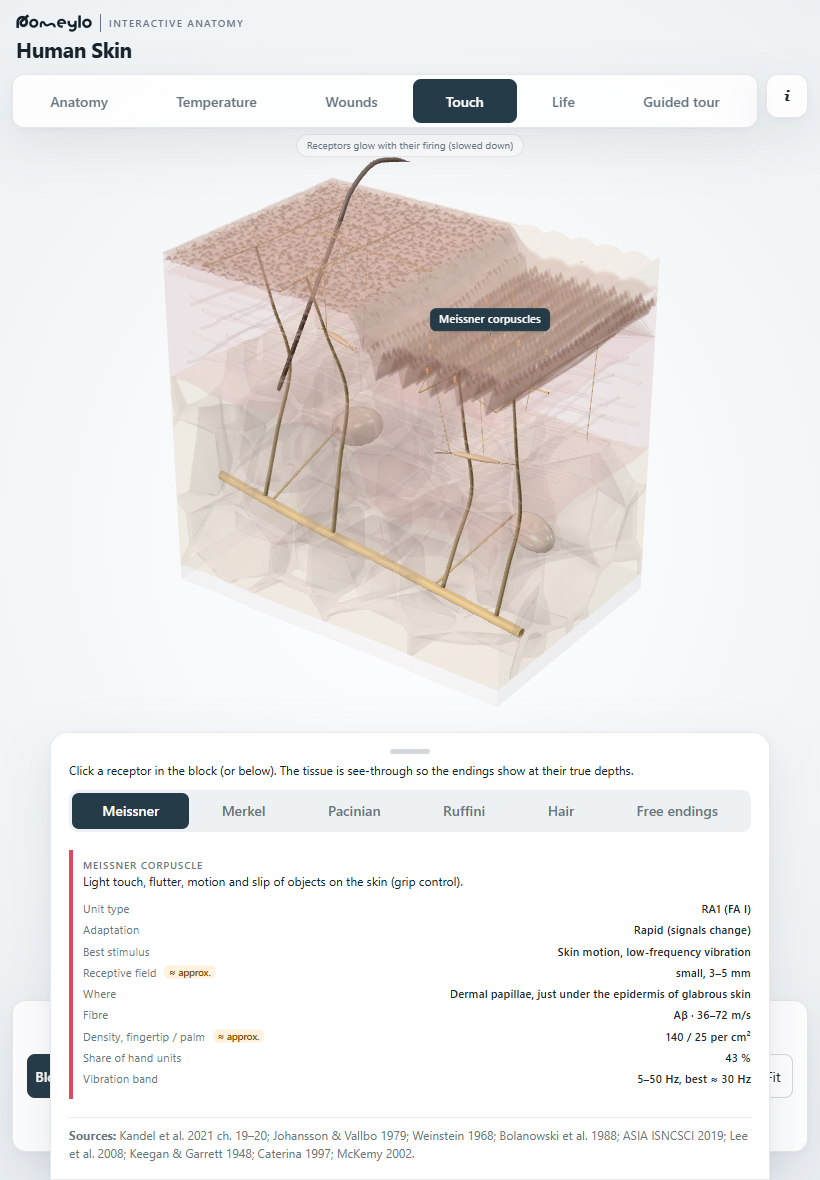 Domeylo | INTERACTIVE ANATOMY
Human Skin
Anatomy Temperature Wounds Touch Life Guided tour i
Receptors glow with their firing (slowed down)
Meissner corpuscles
Click a receptor in the block (or below). The tissue is see-through so the endings show at their true depths.
Meissner Merkel Pacinian Ruffini Hair Free endings
MEISSNER CORPUSCLE
Light touch, flutter, motion and slip of objects on the skin (grip control).
Unit type RA1 (FA I)
Adaptation Rapid (signals change)
Best stimulus Skin motion, low-frequency vibration
Receptive field ≈ approx. small, 3–5 mm
Where Dermal papillae, just under the epidermis of glabrous skin
Fibre Aβ · 36–72 m/s
Density, fingertip / palm ≈ approx. 140 / 25 per cm²
Share of hand units 43 %
Vibration band 5–50 Hz, best ≈ 30 Hz
Sources: Kandel et al. 2021 ch. 19–20; Johansson & Vallbo 1979; Weinstein 1968; Bolanowski et al. 1988; ASIA ISNCSCI 2019; Lee
et al. 2008; Keegan & Garrett 1948; Caterina 1997; McKemy 2002.